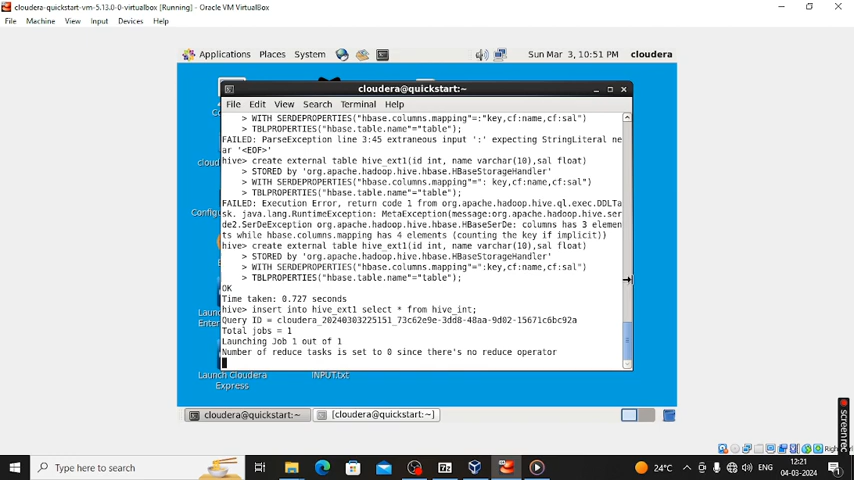 cloudera-quickstart-vm-5.13.0-0-virtualbox [Running] - Oracle VM VirtualBox
File Machine View Input Devices Help
Applications Places System Sun Mar 3, 10:51 PM cloudera
cloudera@quickstart:~
File Edit View Search Terminal Help
> WITH SERDEPROPERTIES("hbase.columns.mapping"=:"key,cf:name,cf:sal")
> TBLPROPERTIES("hbase.table.name"="table");
FAILED: ParseException line 3:45 extraneous input ':' expecting StringLiteral ne
ar '<EOF>'
hive> create external table hive_ext1(id int, name varchar(10),sal float)
> STORED by 'org.apache.hadoop.hive.hbase.HBaseStorageHandler'
> WITH SERDEPROPERTIES("hbase.columns.mapping"=": key,cf:name,cf:sal")
> TBLPROPERTIES("hbase.table.name"="table");
FAILED: Execution Error, return code 1 from org.apache.hadoop.hive.ql.exec.DDLTa
sk. java.lang.RuntimeException: MetaException(message:org.apache.hadoop.hive.ser
de2.SerDeException org.apache.hadoop.hive.hbase.HBaseSerDe: columns has 3 elemen
ts while hbase.columns.mapping has 4 elements (counting the key if implicit))
hive> create external table hive_ext1(id int, name varchar(10),sal float)
> STORED by 'org.apache.hadoop.hive.hbase.HBaseStorageHandler'
> WITH SERDEPROPERTIES("hbase.columns.mapping"=":key,cf:name,cf:sal")
> TBLPROPERTIES("hbase.table.name"="table");
OK
Time taken: 0.727 seconds
hive> insert into hive_ext1 select * from hive_int;
Query ID = cloudera_20240303225151_73c62e9e-3dd8-48aa-9d02-15671c6bc92a
Total jobs = 1
Launching Job 1 out of 1
Number of reduce tasks is set to 0 since there's no reduce operator
Launch Cloudera
Express
INPUT.txt
cloudera@quickstart:~ [cloudera@quickstart:~]
screenrec
Type here to search
24°C
ENG
12:21
04-03-2024